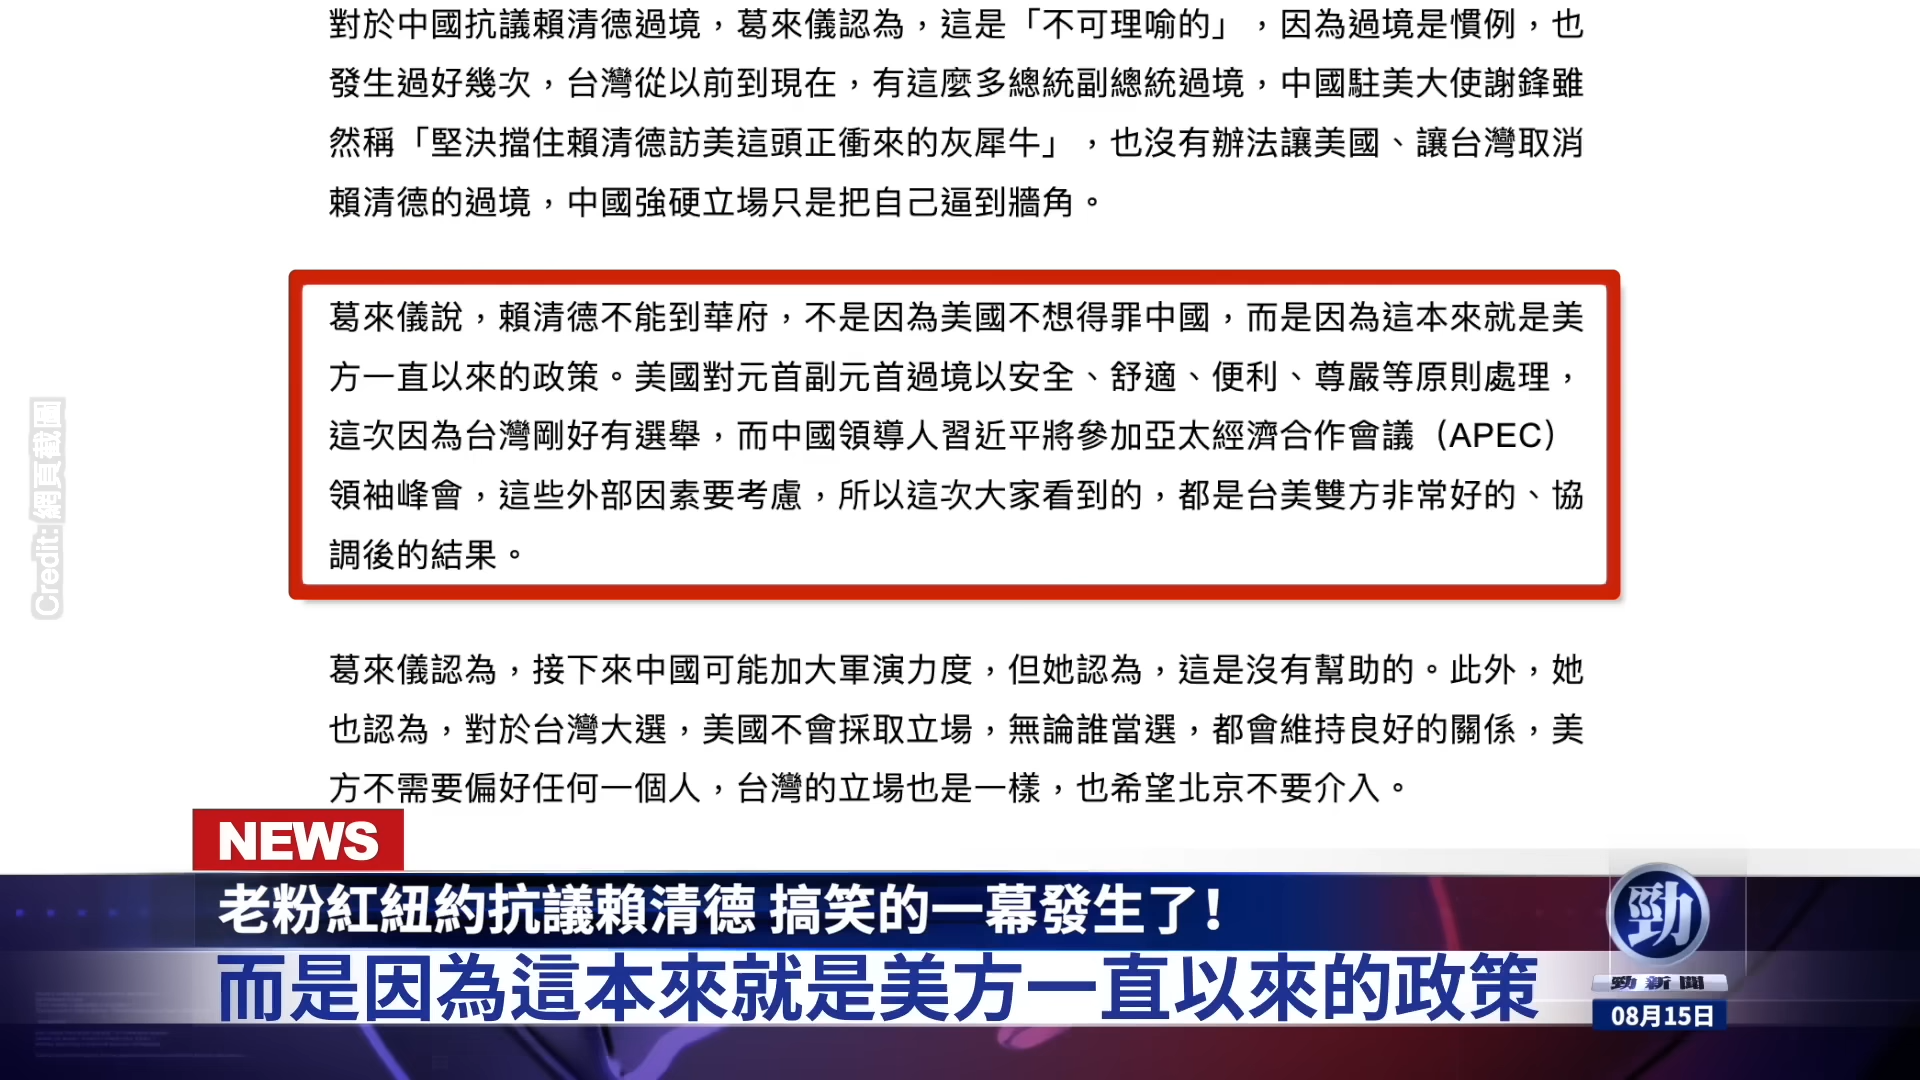 對於中國抗議賴清德過境，葛來儀認為，這是「不可理喻的」，因為過境是慣例，也
發生過好幾次，台灣從以前到現在，有這麼多總統副總統過境，中國駐美大使謝鋒雖
然稱「堅決擋住賴清德訪美這頭正衝來的灰犀牛」，也沒有辦法讓美國、讓台灣取消
賴清德的過境，中國強硬立場只是把自己逼到牆角。
葛來儀說，賴清德不能到華府，不是因為美國不想得罪中國，而是因為這本來就是美
方一直以來的政策。美國對元首副元首過境以安全、舒適、便利、尊嚴等原則處理，
這次因為台灣剛好有選舉，而中國領導人習近平將參加亞太經濟合作會議（APEC）
領袖峰會，這些外部因素要考慮，所以這次大家看到的，都是台美雙方非常好的、協
調後的結果。
葛來儀認為，接下來中國可能加大軍演力度，但她認為，這是沒有幫助的。此外，她
也認為，對於台灣大選，美國不會採取立場，無論誰當選，都會維持良好的關係，美
方不需要偏好任何一個人，台灣的立場也是一樣，也希望北京不要介入。
Credit: 網頁截圖
NEWS
老粉紅紐約抗議賴清德 搞笑的一幕發生了!
而是因為這本來就是美方一直以來的政策
勁
勁新聞
08月15日